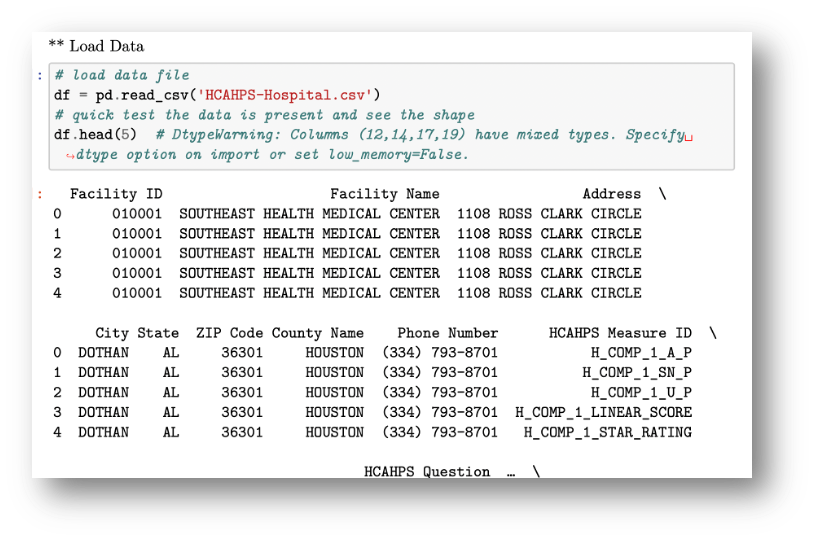 ** Load Data
: # load data file
df = pd.read_csv('HCAHPS-Hospital.csv')
# quick test the data is present and see the shape
df.head(5)  # DtypeWarning: Columns (12,14,17,19) have mixed types. Specify␣
↪dtype option on import or set low_memory=False.
: Facility ID Facility Name Address \
0 010001 SOUTHEAST HEALTH MEDICAL CENTER 1108 ROSS CLARK CIRCLE
1 010001 SOUTHEAST HEALTH MEDICAL CENTER 1108 ROSS CLARK CIRCLE
2 010001 SOUTHEAST HEALTH MEDICAL CENTER 1108 ROSS CLARK CIRCLE
3 010001 SOUTHEAST HEALTH MEDICAL CENTER 1108 ROSS CLARK CIRCLE
4 010001 SOUTHEAST HEALTH MEDICAL CENTER 1108 ROSS CLARK CIRCLE
City State ZIP Code County Name Phone Number HCAHPS Measure ID \
0 DOTHAN AL 36301 HOUSTON (334) 793-8701 H_COMP_1_A_P
1 DOTHAN AL 36301 HOUSTON (334) 793-8701 H_COMP_1_SN_P
2 DOTHAN AL 36301 HOUSTON (334) 793-8701 H_COMP_1_U_P
3 DOTHAN AL 36301 HOUSTON (334) 793-8701 H_COMP_1_LINEAR_SCORE
4 DOTHAN AL 36301 HOUSTON (334) 793-8701 H_COMP_1_STAR_RATING
HCAHPS Question … \